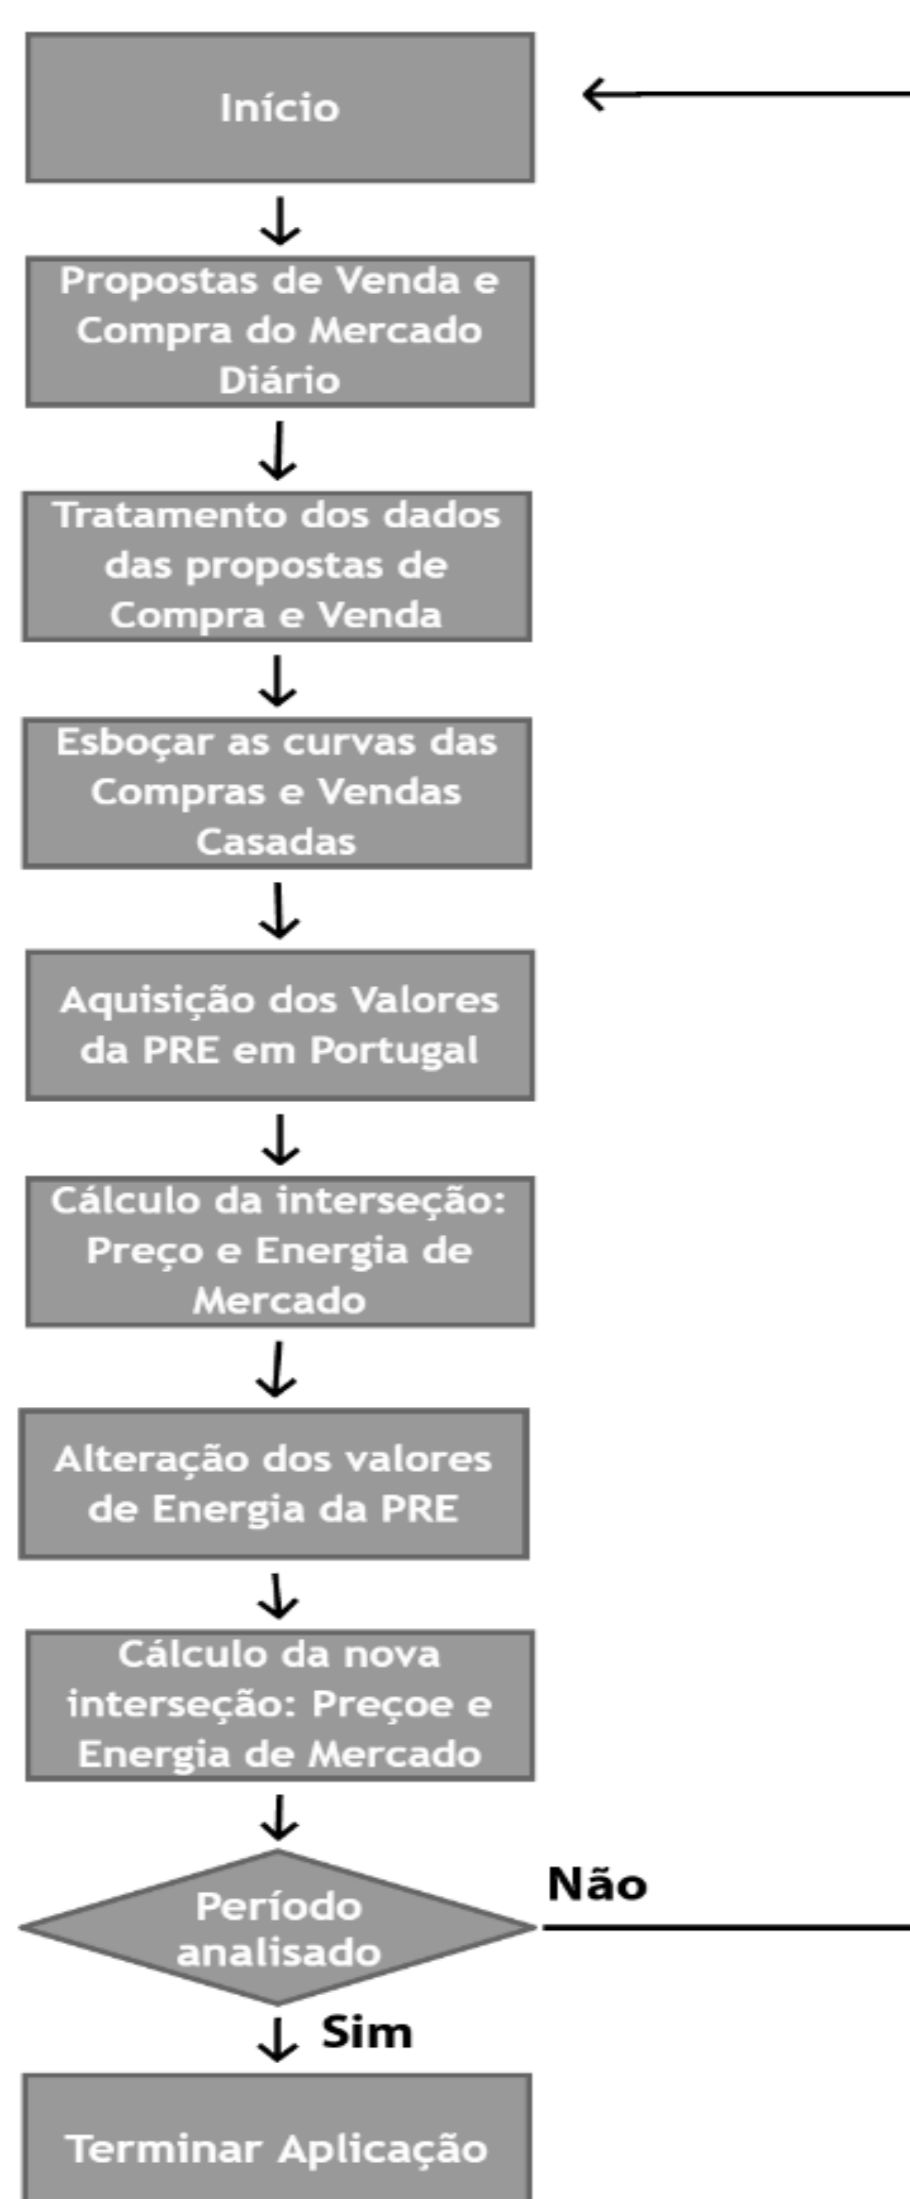 Início
Propostas de Venda e
Compra do Mercado
Diário
Tratamento dos dados
das propostas de
Compra e Venda
Esboçar as curvas das
Compras e Vendas
Casadas
Aquisição dos Valores
da PRE em Portugal
Cálculo da interseção:
Preço e Energia de
Mercado
Alteração dos valores
de Energia da PRE
Cálculo da nova
interseção: Preçoe e
Energia de Mercado
Período
analisado
Não
Sim
Terminar Aplicação